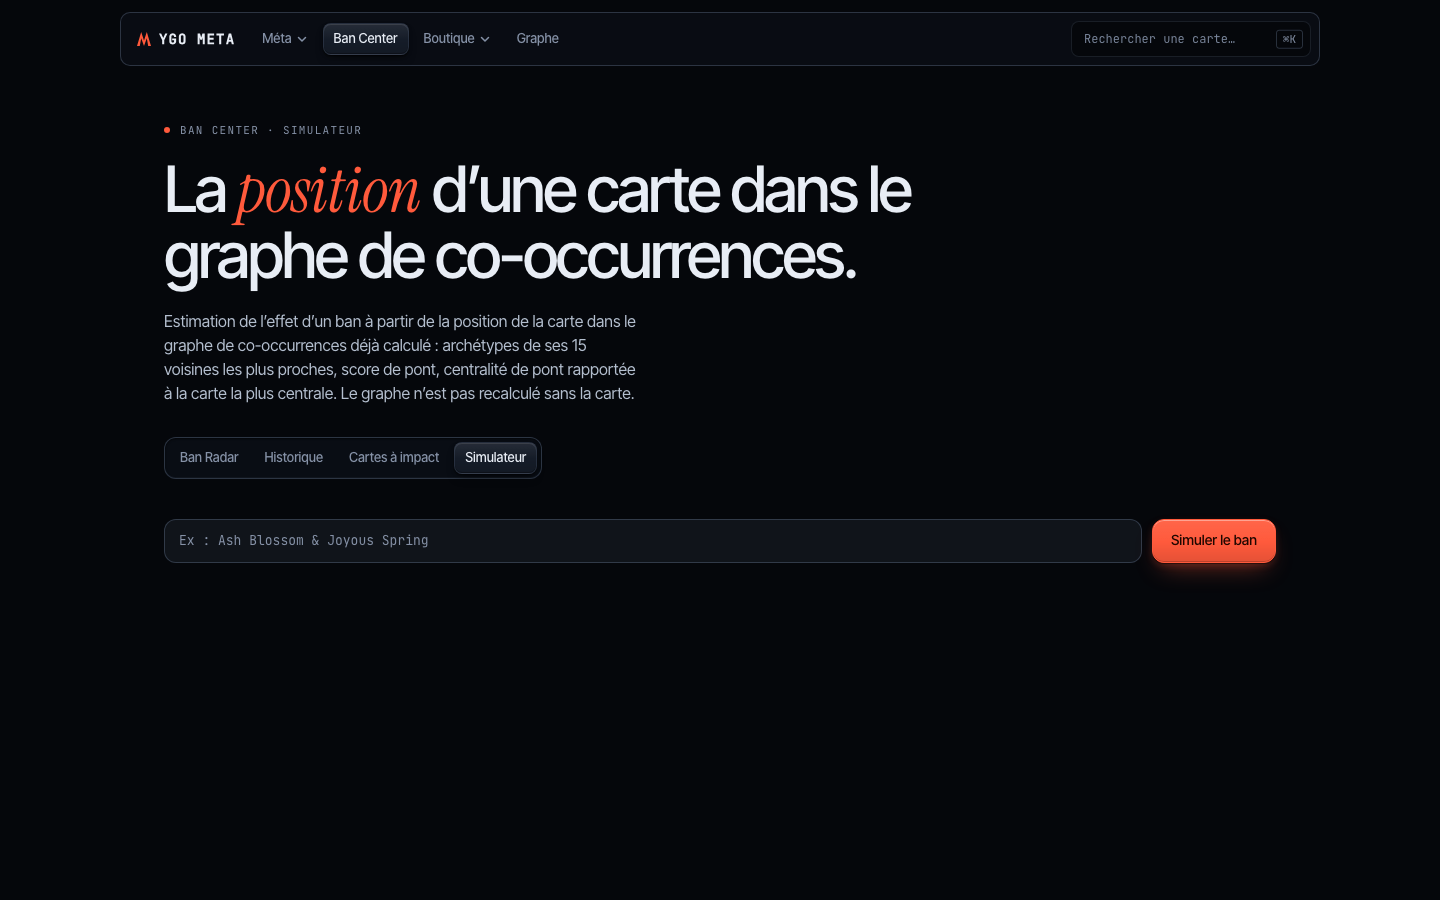 YGO META
Méta
Ban Center
Boutique
Graphe
Rechercher une carte…
⌘K
BAN CENTER · SIMULATEUR
La position d’une carte dans le
graphe de co-occurrences.
Estimation de l’effet d’un ban à partir de la position de la carte dans le
graphe de co-occurrences déjà calculé : archétypes de ses 15
voisines les plus proches, score de pont, centralité de pont rapportée
à la carte la plus centrale. Le graphe n’est pas recalculé sans la carte.
Ban Radar
Historique
Cartes à impact
Simulateur
Ex : Ash Blossom & Joyous Spring
Simuler le ban